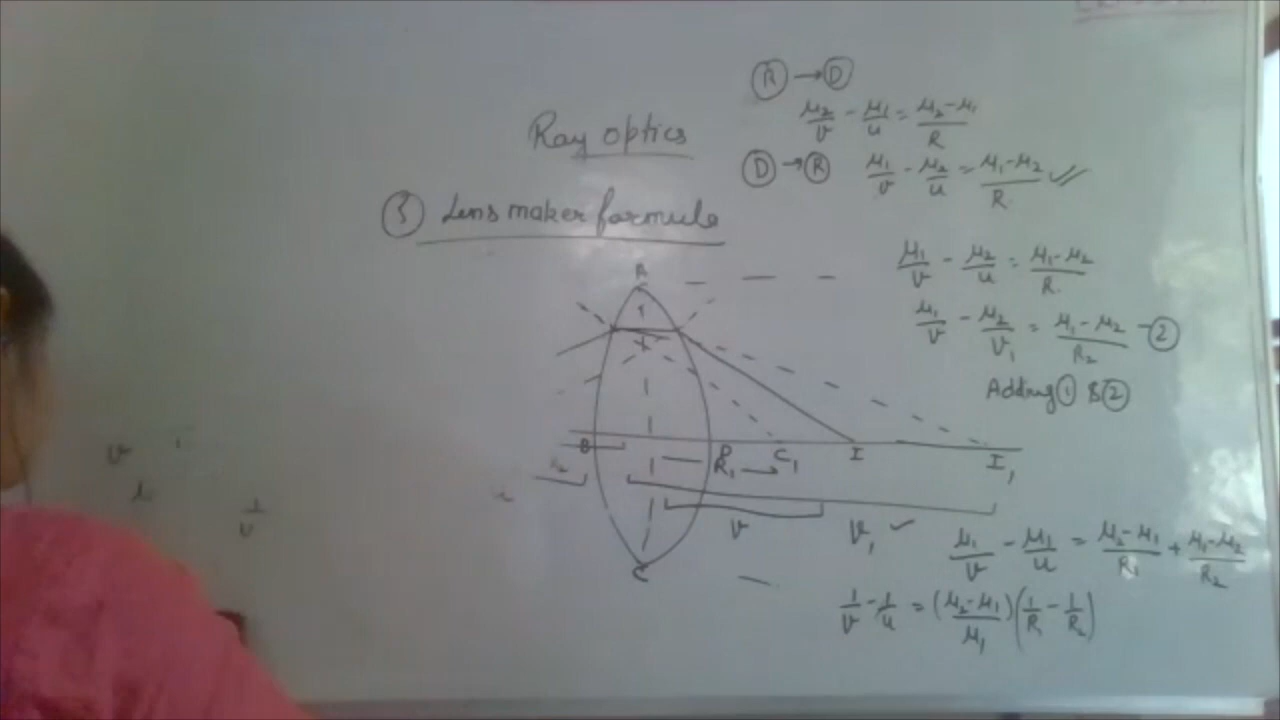 Ray optics
③ Lens maker formula
Ⓡ → Ⓓ
μ₂/v - μ₁/u = μ₂-μ₁/R
Ⓓ → Ⓡ μ₁/v - μ₂/u = μ₁-μ₂/R
μ₁/v - μ₂/u = μ₁-μ₂/R
μ₁/v - μ₂/v₁ = μ₁-μ₂/R₂ -②
Adding ① & ②
A
B P C₁ I I₁
R₁ →
v v₁ ✓
C
v
1/v
μ₁/v - μ₁/u = μ₂-μ₁/R₁ + μ₁-μ₂/R₂
1/v - 1/u = (μ₂-μ₁/μ₁)(1/R₁ - 1/R₂)